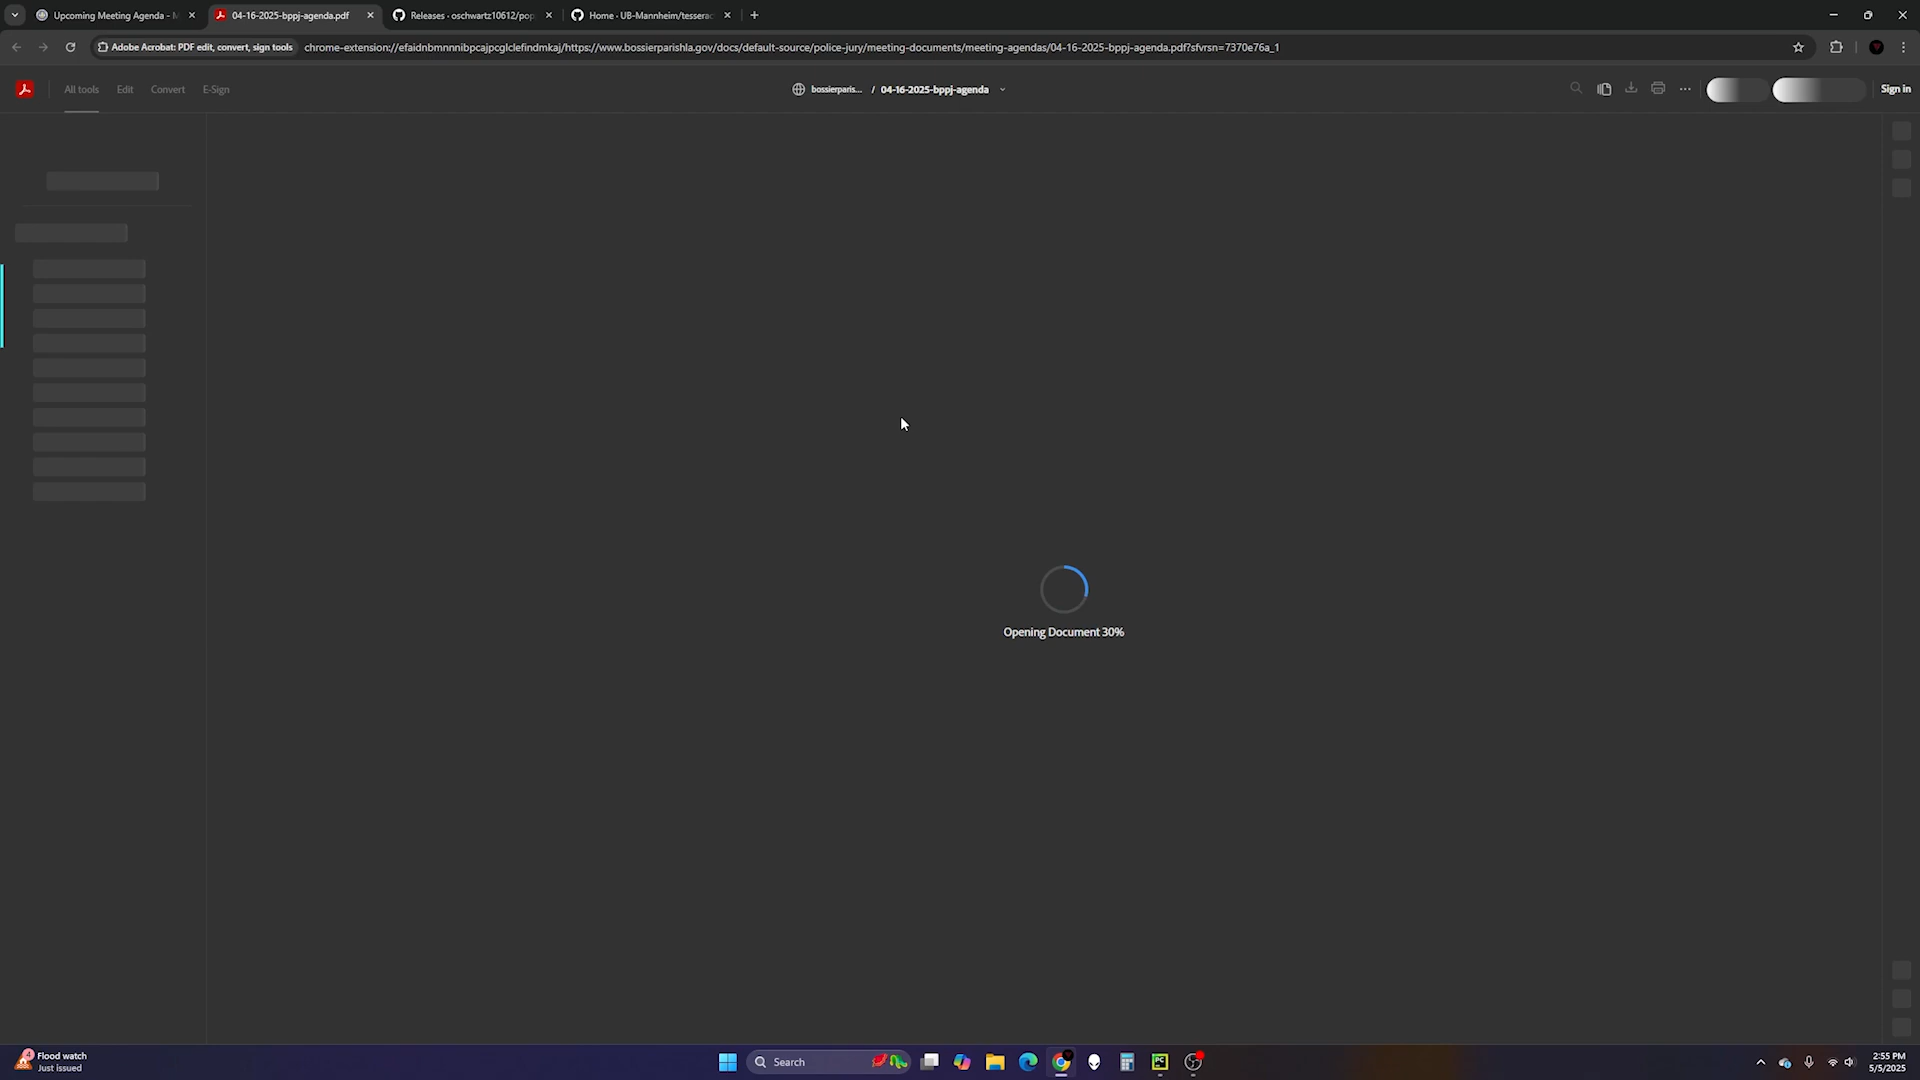 Upcoming Meeting Agenda - M
04-16-2025-bppj-agenda.pdf
Releases · oschwartz10612/pop
Home · UB-Mannheim/tesserac
Adobe Acrobat: PDF edit, convert, sign tools
chrome-extension://efaidnbmnnnibpcajpcglclefindmkaj/https://www.bossierparishla.gov/docs/default-source/police-jury/meeting-documents/meeting-agendas/04-16-2025-bppj-agenda.pdf?sfvrsn=7370e76a_1
All tools
Edit
Convert
E-Sign
bossierparis... / 04-16-2025-bppj-agenda
Sign in
Opening Document 30%
4
Flood watch
Just issued
Search
PC
2:55 PM
5/5/2025